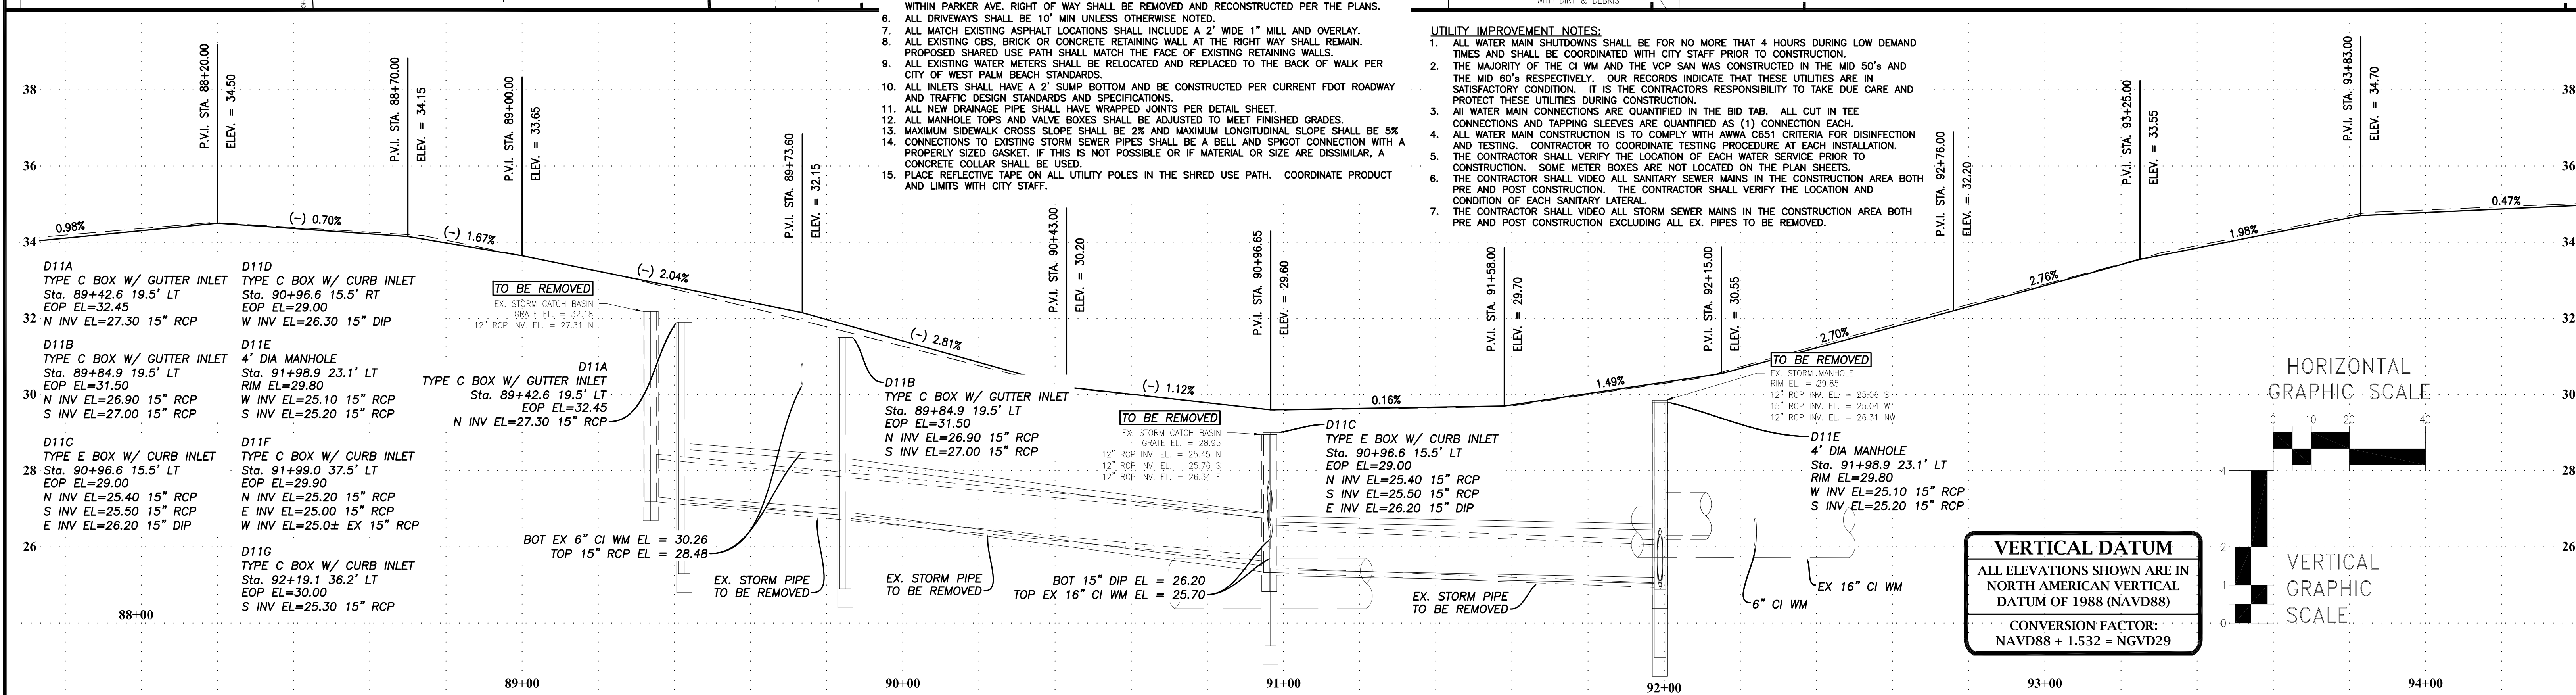 WITH DIRT & DEBRIS
WITHIN PARKER AVE. RIGHT OF WAY SHALL BE REMOVED AND RECONSTRUCTED PER THE PLANS.
6. ALL DRIVEWAYS SHALL BE 10' MIN UNLESS OTHERWISE NOTED.
7. ALL MATCH EXISTING ASPHALT LOCATIONS SHALL INCLUDE A 2' WIDE 1" MILL AND OVERLAY.
8. ALL EXISTING CBS, BRICK OR CONCRETE RETAINING WALL AT THE RIGHT WAY SHALL REMAIN.
PROPOSED SHARED USE PATH SHALL MATCH THE FACE OF EXISTING RETAINING WALLS.
9. ALL EXISTING WATER METERS SHALL BE RELOCATED AND REPLACED TO THE BACK OF WALK PER
CITY OF WEST PALM BEACH STANDARDS.
10. ALL INLETS SHALL HAVE A 2' SUMP BOTTOM AND BE CONSTRUCTED PER CURRENT FDOT ROADWAY
AND TRAFFIC DESIGN STANDARDS AND SPECIFICATIONS.
11. ALL NEW DRAINAGE PIPE SHALL HAVE WRAPPED JOINTS PER DETAIL SHEET.
12. ALL MANHOLE TOPS AND VALVE BOXES SHALL BE ADJUSTED TO MEET FINISHED GRADES.
13. MAXIMUM SIDEWALK CROSS SLOPE SHALL BE 2% AND MAXIMUM LONGITUDINAL SLOPE SHALL BE 5%
14. CONNECTIONS TO EXISTING STORM SEWER PIPES SHALL BE A BELL AND SPIGOT CONNECTION WITH A
PROPERLY SIZED GASKET. IF THIS IS NOT POSSIBLE OR IF MATERIAL OR SIZE ARE DISSIMILAR, A
CONCRETE COLLAR SHALL BE USED.
15. PLACE REFLECTIVE TAPE ON ALL UTILITY POLES IN THE SHRED USE PATH. COORDINATE PRODUCT
AND LIMITS WITH CITY STAFF.
UTILITY IMPROVEMENT NOTES:
1. ALL WATER MAIN SHUTDOWNS SHALL BE FOR NO MORE THAT 4 HOURS DURING LOW DEMAND
TIMES AND SHALL BE COORDINATED WITH CITY STAFF PRIOR TO CONSTRUCTION.
2. THE MAJORITY OF THE CI WM AND THE VCP SAN WAS CONSTRUCTED IN THE MID 50's and
THE MID 60's RESPECTIVELY. OUR RECORDS INDICATE THAT THESE UTILITIES ARE IN
SATISFACTORY CONDITION. IT IS THE CONTRACTORS RESPONSIBILITY TO TAKE DUE CARE AND
PROTECT THESE UTILITIES DURING CONSTRUCTION.
3. All WATER MAIN CONNECTIONS ARE QUANTIFIED IN THE BID TAB. ALL CUT IN TEE
CONNECTIONS AND TAPPING SLEEVES ARE QUANTIFIED AS (1) CONNECTION EACH.
4. ALL WATER MAIN CONSTRUCTION IS TO COMPLY WITH AWWA C651 CRITERIA FOR DISINFECTION
AND TESTING. CONTRACTOR TO COORDINATE TESTING PROCEDURE AT EACH INSTALLATION.
5. THE CONTRACTOR SHALL VERIFY THE LOCATION OF EACH WATER SERVICE PRIOR TO
CONSTRUCTION. SOME METER BOXES ARE NOT LOCATED ON THE PLAN SHEETS.
6. THE CONTRACTOR SHALL VIDEO ALL SANITARY SEWER MAINS IN THE CONSTRUCTION AREA BOTH
PRE AND POST CONSTRUCTION. THE CONTRACTOR SHALL VERIFY THE LOCATION AND
CONDITION OF EACH SANITARY LATERAL.
7. THE CONTRACTOR SHALL VIDEO ALL STORM SEWER MAINS IN THE CONSTRUCTION AREA BOTH
PRE AND POST CONSTRUCTION EXCLUDING ALL EX. PIPES TO BE REMOVED.
38
36
34
32
30
28
26
P.V.I. STA. 88+20.00
ELEV. = 34.50
P.V.I. STA. 88+70.00
ELEV. = 34.15
P.V.I. STA. 89+00.00
ELEV. = 33.65
P.V.I. STA. 89+73.60
ELEV. = 32.15
P.V.I. STA. 90+43.00
ELEV. = 30.20
P.V.I. STA. 90+96.65
ELEV. = 29.60
P.V.I. STA. 91+58.00
ELEV. = 29.70
P.V.I. STA. 92+15.00
ELEV. = 30.55
P.V.I. STA. 92+76.00
ELEV. = 32.20
P.V.I. STA. 93+25.00
ELEV. = 33.55
P.V.I. STA. 93+83.00
ELEV. = 34.70
0.98%
(-) 0.70%
(-) 1.67%
(-) 2.04%
(-) 2.81%
(-) 1.12%
0.16%
1.49%
2.70%
2.76%
1.98%
0.47%
D11A
TYPE C BOX W/ GUTTER INLET
Sta. 89+42.6 19.5' LT
EOP EL=32.45
N INV EL=27.30 15" RCP
D11B
TYPE C BOX W/ GUTTER INLET
Sta. 89+84.9 19.5' LT
EOP EL=31.50
N INV EL=26.90 15" RCP
S INV EL=27.00 15" RCP
D11C
TYPE E BOX W/ CURB INLET
Sta. 90+96.6 15.5' LT
EOP EL=29.00
N INV EL=25.40 15" RCP
S INV EL=25.50 15" RCP
E INV EL=26.20 15" DIP
D11D
TYPE C BOX W/ CURB INLET
Sta. 90+96.6 15.5' RT
EOP EL=29.00
W INV EL=26.30 15" DIP
D11E
4' DIA MANHOLE
Sta. 91+98.9 23.1' LT
RIM EL=29.80
W INV EL=25.10 15" RCP
S INV EL=25.20 15" RCP
D11F
TYPE C BOX W/ CURB INLET
Sta. 91+99.0 37.5' LT
EOP EL=29.90
N INV EL=25.20 15" RCP
E INV EL=25.00 15" RCP
W INV EL=25.0± EX 15" RCP
D11G
TYPE C BOX W/ CURB INLET
Sta. 92+19.1 36.2' LT
EOP EL=30.00
S INV EL=25.30 15" RCP
TO BE REMOVED
EX. STORM CATCH BASIN
GRATE EL. = 32.18
12" RCP INV. EL. = 27.31 N
D11A
TYPE C BOX W/ GUTTER INLET
Sta. 89+42.6 19.5' LT
EOP EL=32.45
N INV EL=27.30 15" RCP
BOT EX 6" CI WM EL = 30.26
TOP 15" RCP EL = 28.48
EX. STORM PIPE
TO BE REMOVED
D11B
TYPE C BOX W/ GUTTER INLET
Sta. 89+84.9 19.5' LT
EOP EL=31.50
N INV EL=26.90 15" RCP
S INV EL=27.00 15" RCP
EX. STORM PIPE
TO BE REMOVED
TO BE REMOVED
EX. STORM CATCH BASIN
GRATE EL. = 28.95
12" RCP INV. EL. = 25.45 N
12" RCP INV. EL. = 25.76 S
12" RCP INV. EL. = 26.34 E
BOT 15" DIP EL = 26.20
TOP EX 16" CI WM EL = 25.70
D11C
TYPE E BOX W/ CURB INLET
Sta. 90+96.6 15.5' LT
EOP EL=29.00
N INV EL=25.40 15" RCP
S INV EL=25.50 15" RCP
E INV EL=26.20 15" DIP
EX. STORM PIPE
TO BE REMOVED
TO BE REMOVED
EX. STORM MANHOLE
RIM EL. = 29.85
12" RCP INV. EL. = 25.06 S
15" RCP INV. EL. = 25.04 W
12" RCP INV. EL. = 26.31 NW
D11E
4' DIA MANHOLE
Sta. 91+98.9 23.1' LT
RIM EL=29.80
W INV EL=25.10 15" RCP
S INV EL=25.20 15" RCP
EX 16" CI WM
6" CI WM
VERTICAL DATUM
ALL ELEVATIONS SHOWN ARE IN
NORTH AMERICAN VERTICAL
DATUM OF 1988 (NAVD88)
CONVERSION FACTOR:
NAVD88 + 1.532 = NGVD29
HORIZONTAL
GRAPHIC SCALE
0 10 20 40
4
2
1
0
VERTICAL
GRAPHIC
SCALE
38
36
34
32
30
28
26
88+00
89+00
90+00
91+00
92+00
93+00
94+00